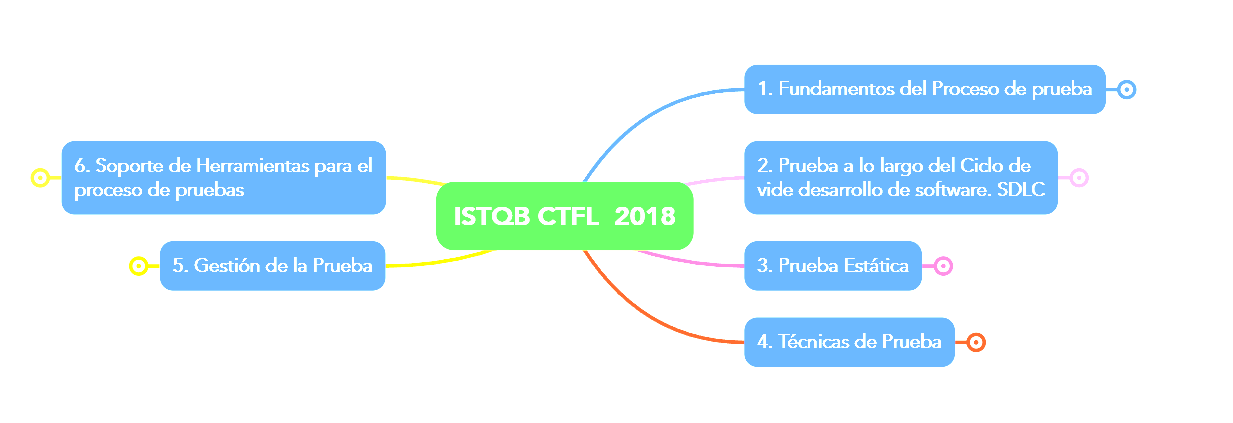 1. Fundamentos del Proceso de prueba
6. Soporte de Herramientas para el
proceso de pruebas
2. Prueba a lo largo del Ciclo de
vide desarrollo de software. SDLC
ISTQB CTFL 2018
5. Gestión de la Prueba
3. Prueba Estática
4. Técnicas de Prueba